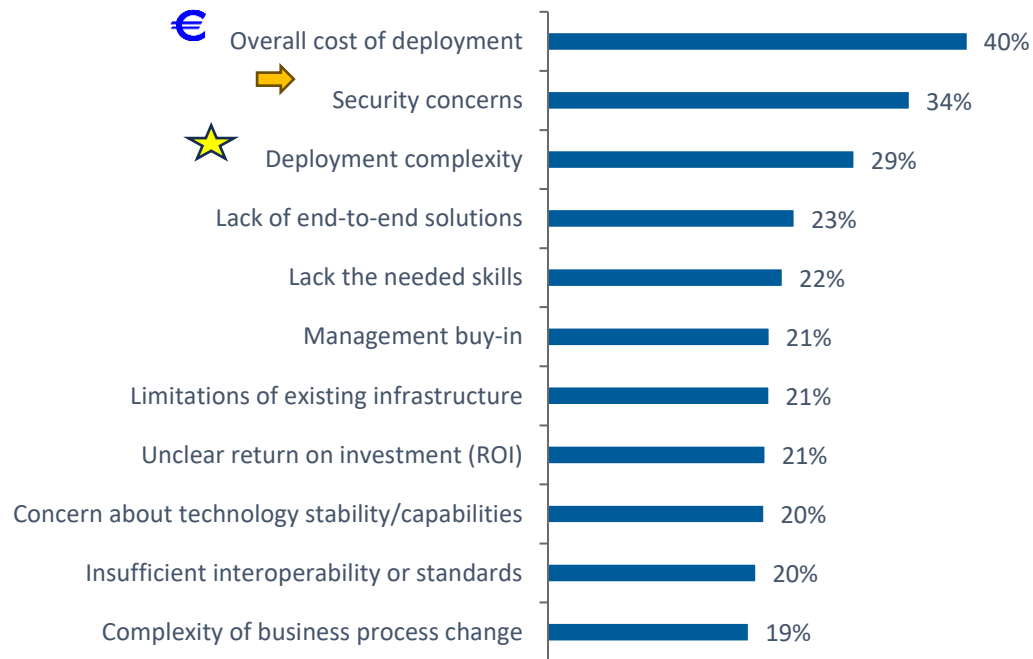 €
Overall cost of deployment 40%
Security concerns 34%
Deployment complexity 29%
Lack of end-to-end solutions 23%
Lack the needed skills 22%
Management buy-in 21%
Limitations of existing infrastructure 21%
Unclear return on investment (ROI) 21%
Concern about technology stability/capabilities 20%
Insufficient interoperability or standards 20%
Complexity of business process change 19%